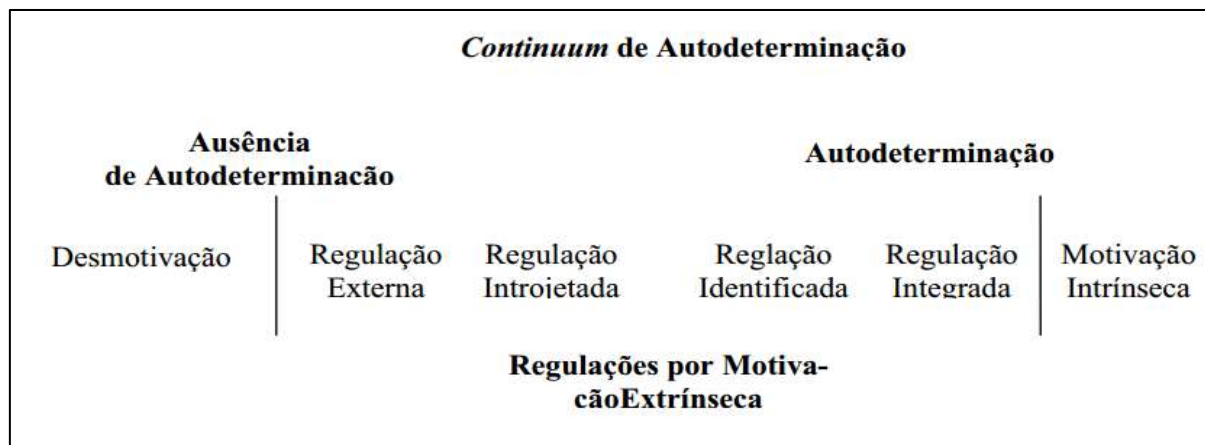 Continuum de Autodeterminação
Ausência
de Autodeterminacão
Autodeterminação
Desmotivação
Regulação
Externa
Regulação
Introjetada
Reglação
Identificada
Regulação
Integrada
Motivação
Intrínseca
Regulações por Motiva-
cãoExtrínseca